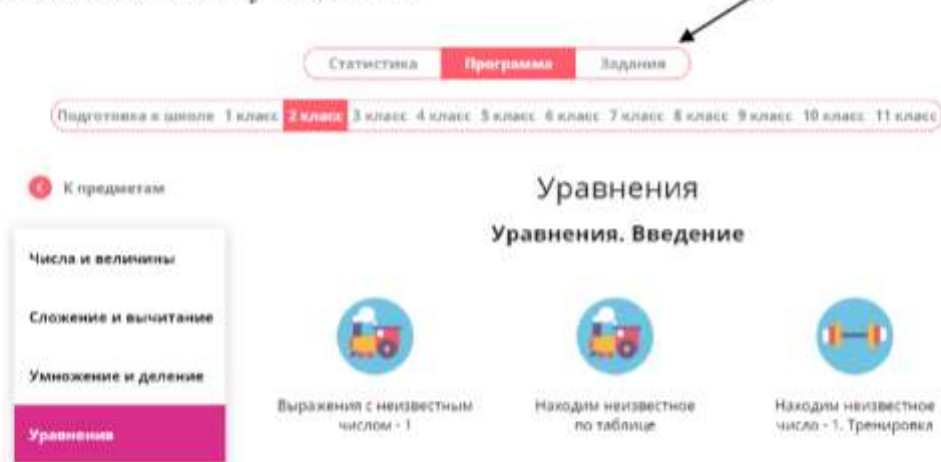 Статистика Программа Задания
Подготовка к школе 1 класс 2 класс 3 класс 4 класс 5 класс 6 класс 7 класс 8 класс 9 класс 10 класс 11 класс
К предметам
Уравнения
Уравнения. Введение
Числа и величины
Сложение и вычитание
Умножение и деление
Уравнения
Выражения с неизвестным
числом - 1
Находим неизвестное
по таблице
Находим неизвестное
число - 1. Тренировка